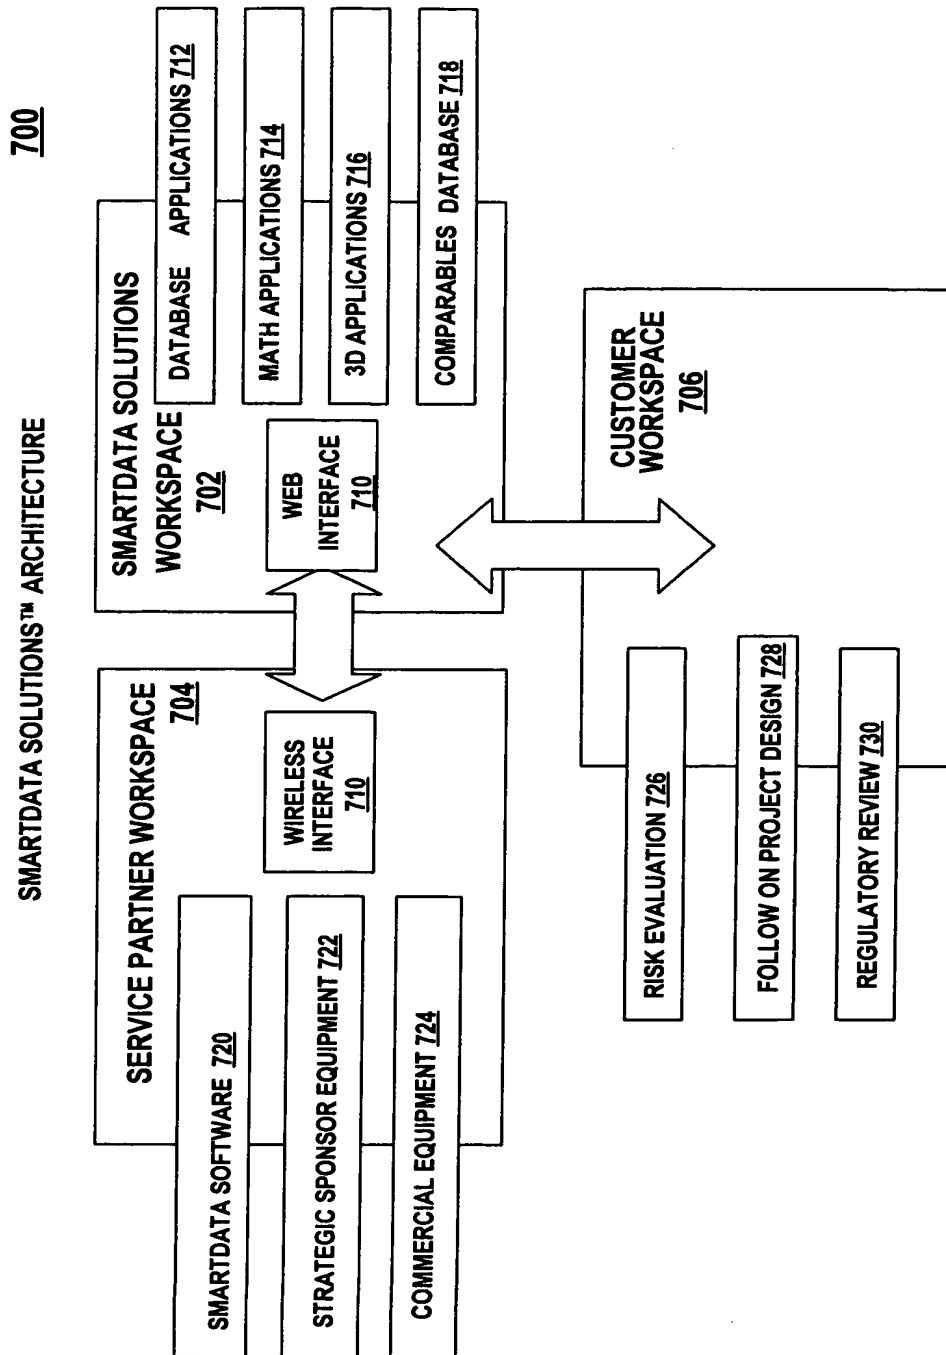 SMARTDATA SOLUTIONS™ ARCHITECTURE
700
SERVICE PARTNER WORKSPACE
704
SMARTDATA SOFTWARE 720
STRATEGIC SPONSOR EQUIPMENT 722
COMMERCIAL EQUIPMENT 724
WIRELESS
INTERFACE
710
SMARTDATA SOLUTIONS
WORKSPACE
702
WEB
INTERFACE
710
DATABASE APPLICATIONS 712
MATH APPLICATIONS 714
3D APPLICATIONS 716
COMPARABLES DATABASE 718
CUSTOMER
WORKSPACE
706
RISK EVALUATION 726
FOLLOW ON PROJECT DESIGN 728
REGULATORY REVIEW 730